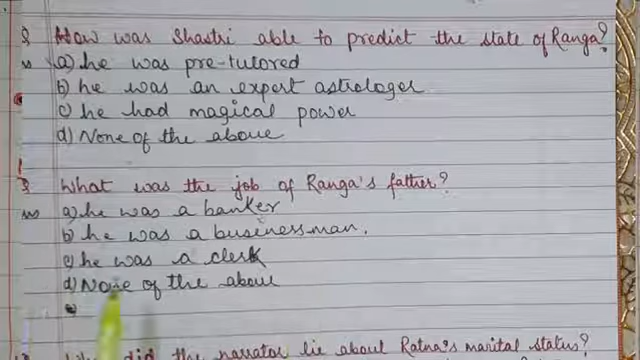 Q How was Shastri able to predict the state of Ranga?
a) he was pre-tutored
b) he was an expert astrologer
c) he had magical power
d) None of the above
Q What was the job of Ranga's father?
a) he was a banker
b) he was a businessman.
c) he was a clerk
d) None of the above
did the narrator lie about Ratna's marital status?